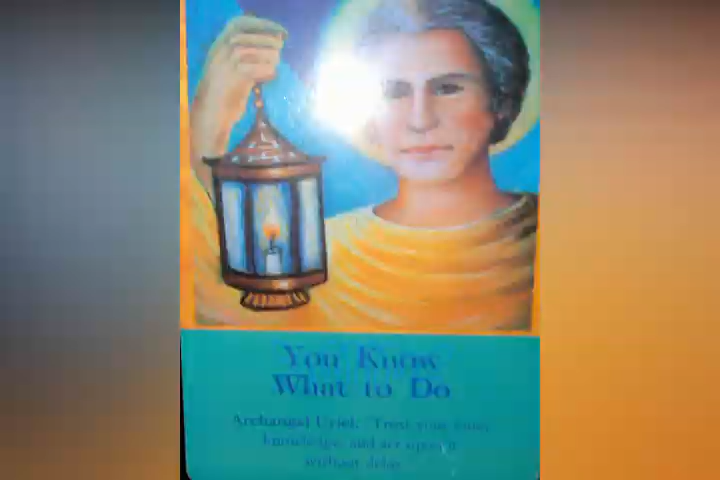 You Know
What to Do
Archangel Uriel: "Trust your inner
knowledge, and act upon it
without delay."